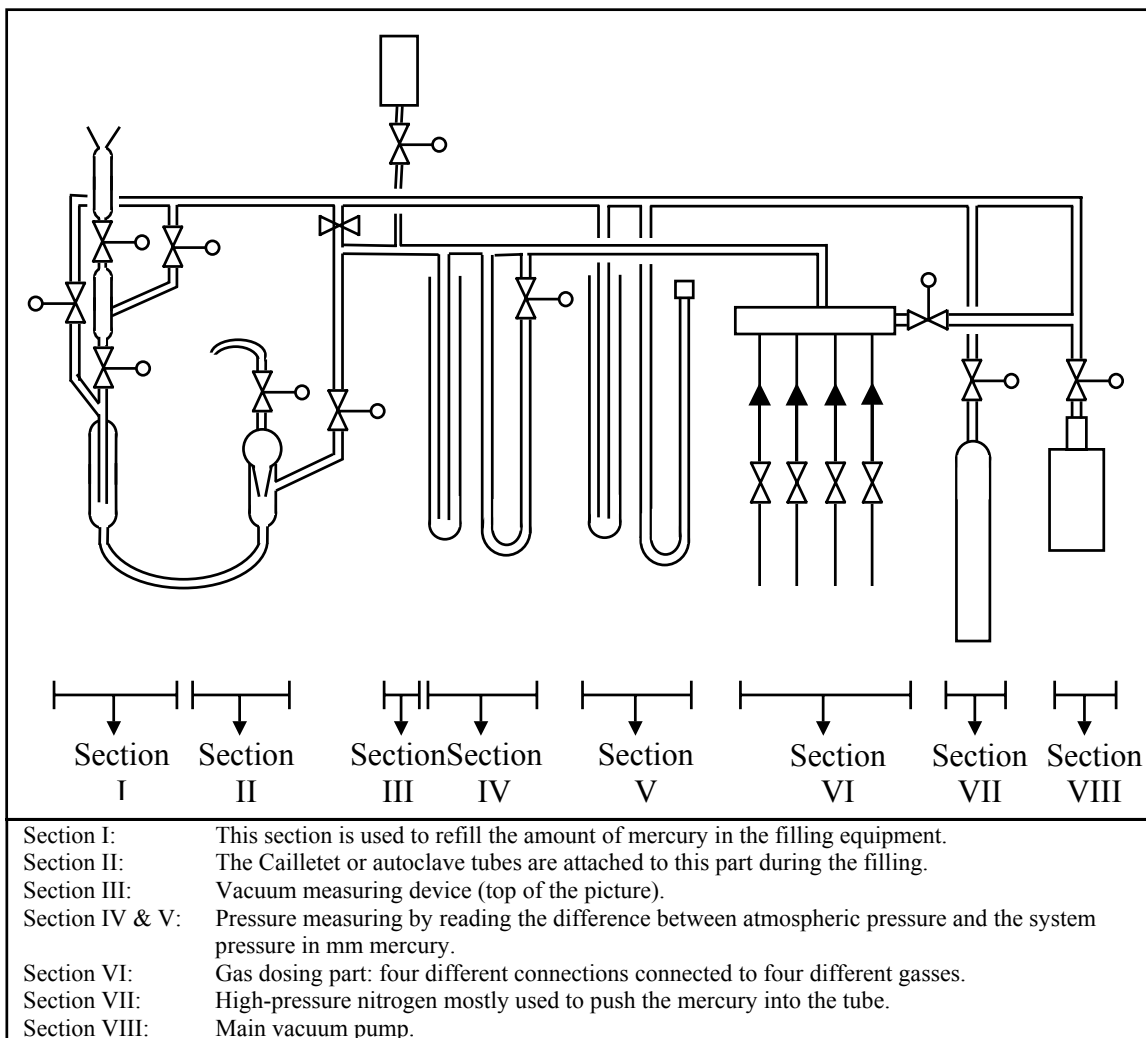 Section Section SectionSection Section Section Section Section
I II III IV V VI VII VIII
Section I: This section is used to refill the amount of mercury in the filling equipment.
Section II: The Cailletet or autoclave tubes are attached to this part during the filling.
Section III: Vacuum measuring device (top of the picture).
Section IV & V: Pressure measuring by reading the difference between atmospheric pressure and the system
pressure in mm mercury.
Section VI: Gas dosing part: four different connections connected to four different gasses.
Section VII: High-pressure nitrogen mostly used to push the mercury into the tube.
Section VIII: Main vacuum pump.